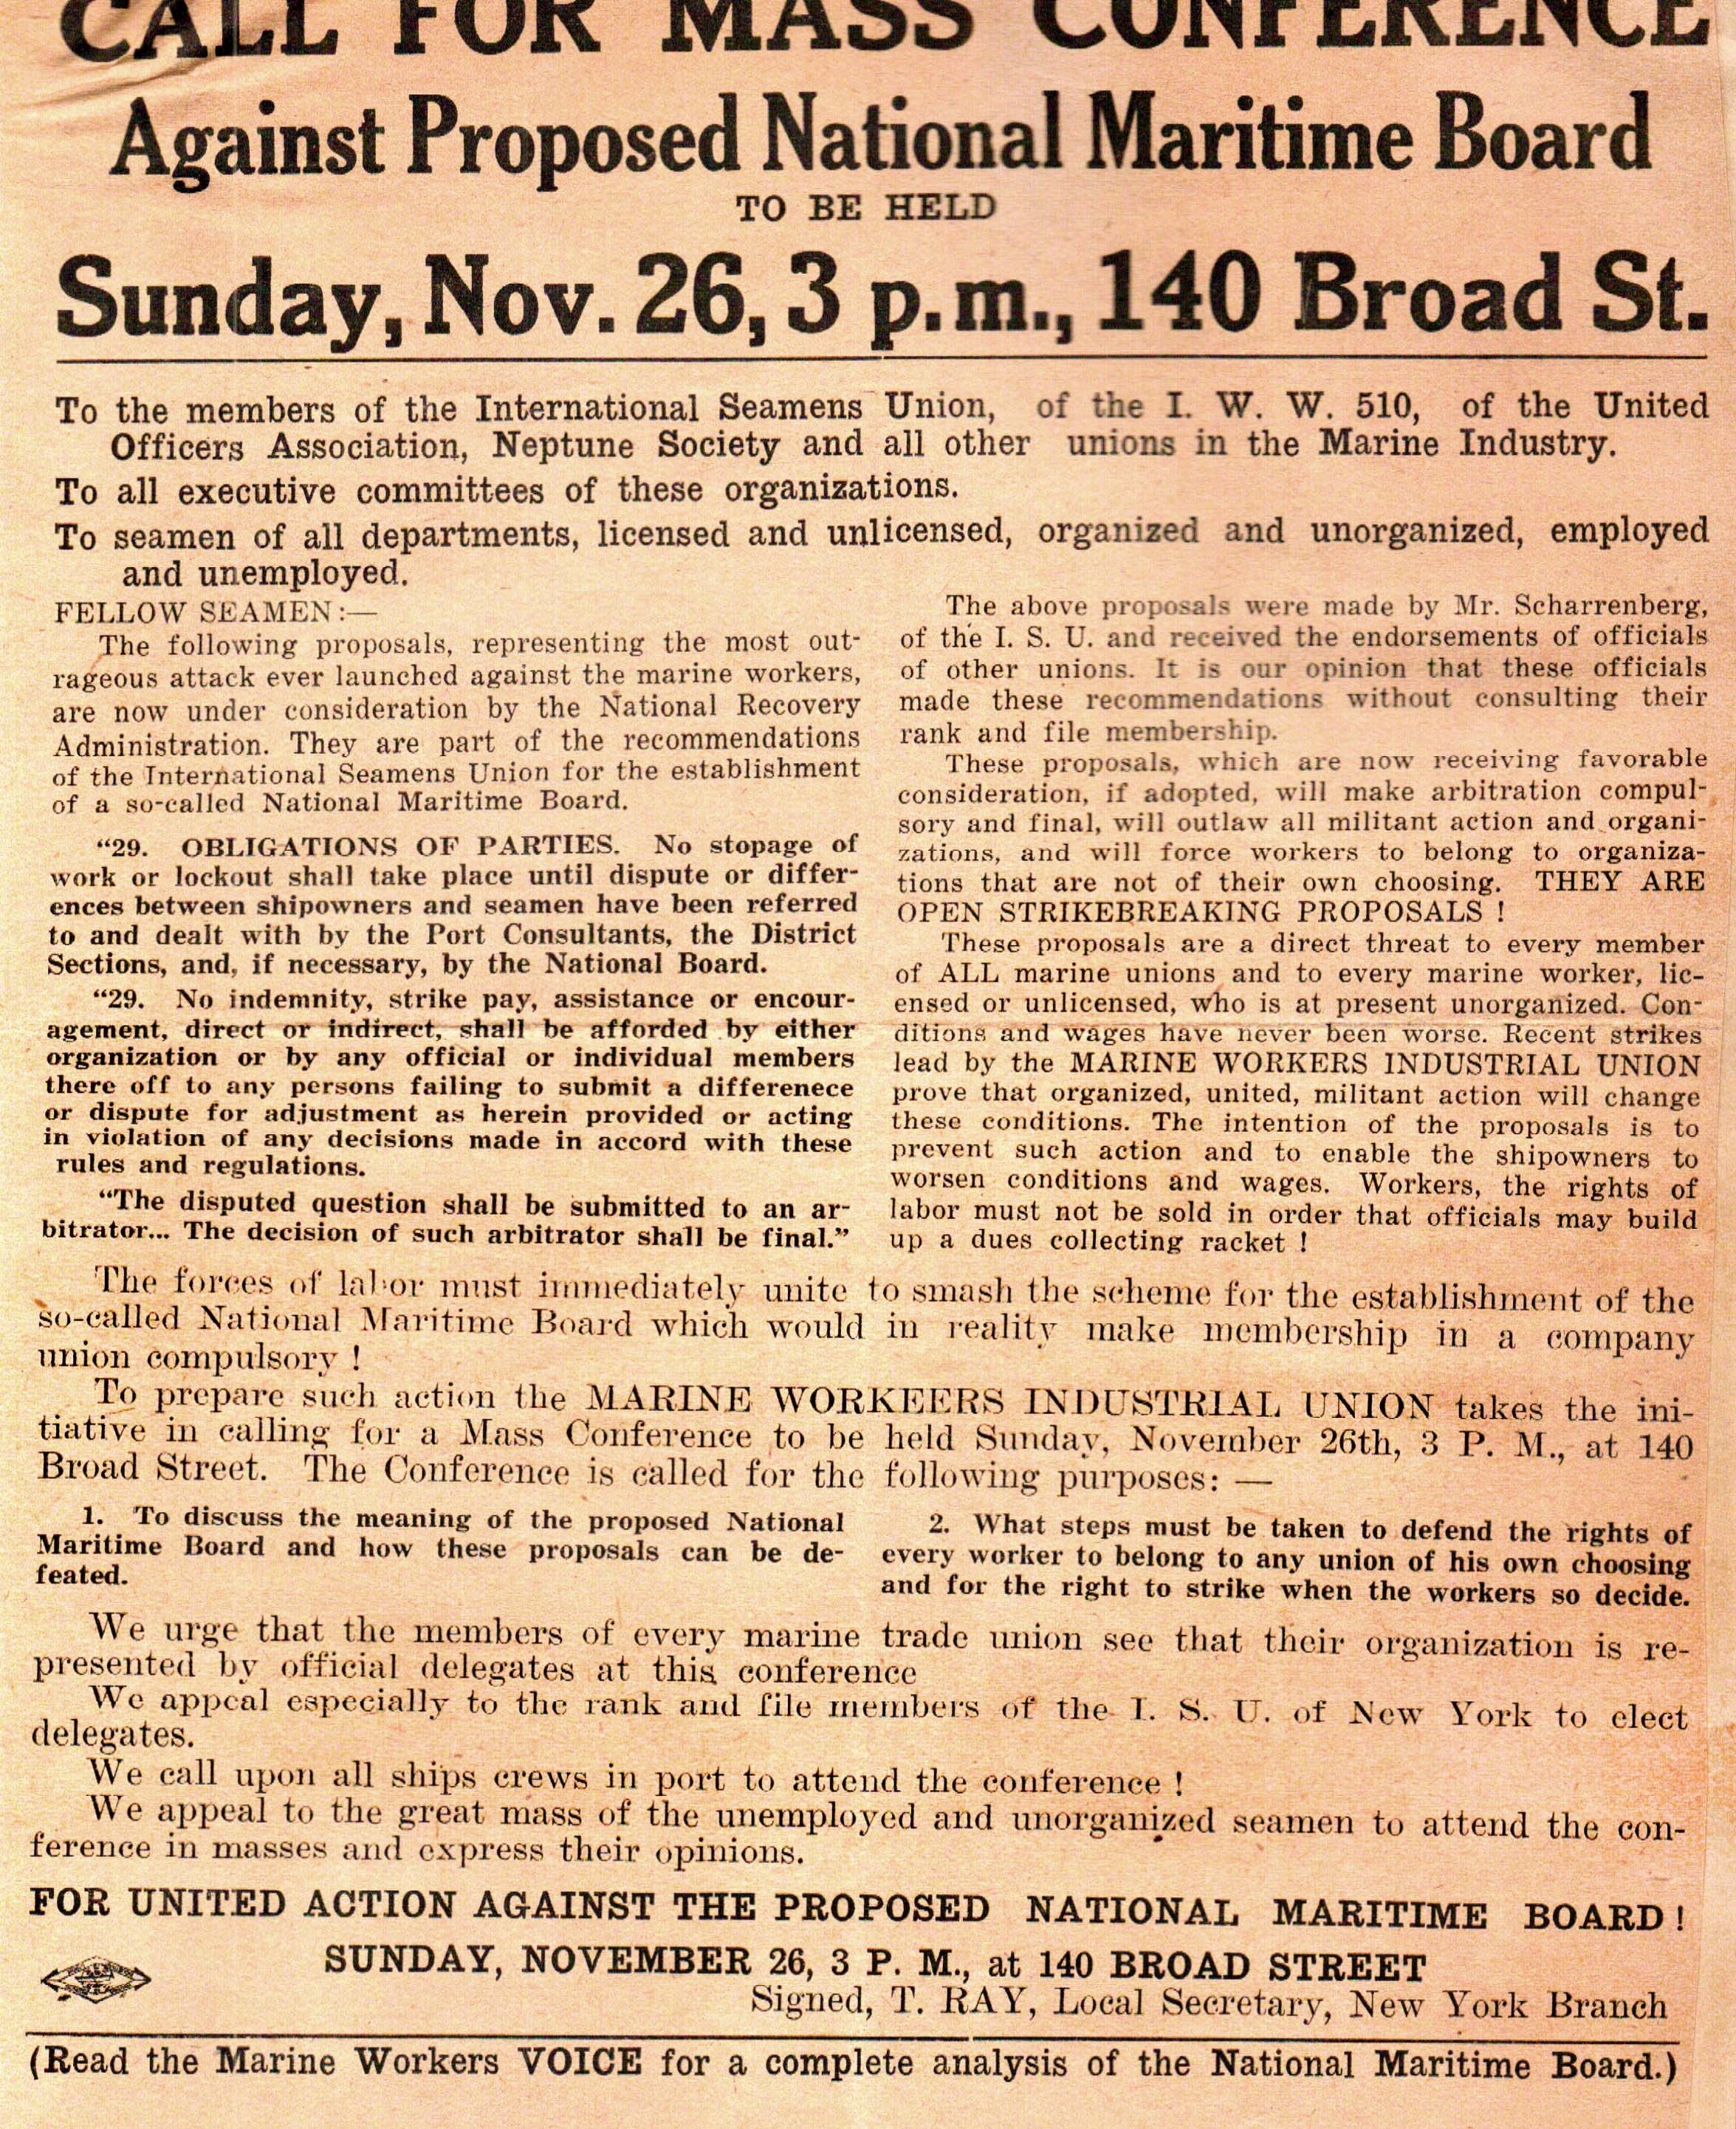 CALL FOR MASS CONFERENCE
Against Proposed National Maritime Board
TO BE HELD
Sunday, Nov. 26, 3 p.m., 140 Broad St.
To the members of the International Seamens Union, of the I. W. W. 510, of the United
Officers Association, Neptune Society and all other unions in the Marine Industry.
To all executive committees of these organizations.
To seamen of all departments, licensed and unlicensed, organized and unorganized, employed
and unemployed.
FELLOW SEAMEN:—
The following proposals, representing the most out-
rageous attack ever launched against the marine workers,
are now under consideration by the National Recovery
Administration. They are part of the recommendations
of the International Seamens Union for the establishment
of a so-called National Maritime Board.
“29. OBLIGATIONS OF PARTIES. No stopage of
work or lockout shall take place until dispute or differ-
ences between shipowners and seamen have been referred
to and dealt with by the Port Consultants, the District
Sections, and, if necessary, by the National Board.
“29. No indemnity, strike pay, assistance or encour-
agement, direct or indirect, shall be afforded by either
organization or by any official or individual members
there off to any persons failing to submit a differenece
or dispute for adjustment as herein provided or acting
in violation of any decisions made in accord with these
rules and regulations.
“The disputed question shall be submitted to an ar-
bitrator... The decision of such arbitrator shall be final.”
The above proposals were made by Mr. Scharrenberg,
of the I. S. U. and received the endorsements of officials
of other unions. It is our opinion that these officials
made these recommendations without consulting their
rank and file membership.
These proposals, which are now receiving favorable
consideration, if adopted, will make arbitration compul-
sory and final, will outlaw all militant action and organi-
zations, and will force workers to belong to organiza-
tions that are not of their own choosing. THEY ARE
OPEN STRIKEBREAKING PROPOSALS !
These proposals are a direct threat to every member
of ALL marine unions and to every marine worker, lic-
ensed or unlicensed, who is at present unorganized. Con-
ditions and wages have never been worse. Recent strikes
lead by the MARINE WORKERS INDUSTRIAL UNION
prove that organized, united, militant action will change
these conditions. The intention of the proposals is to
prevent such action and to enable the shipowners to
worsen conditions and wages. Workers, the rights of
labor must not be sold in order that officials may build
up a dues collecting racket !
The forces of labor must immediately unite to smash the scheme for the establishment of the
so-called National Maritime Board which would in reality make membership in a company
union compulsory !
To prepare such action the MARINE WORKEERS INDUSTRIAL UNION takes the ini-
tiative in calling for a Mass Conference to be held Sunday, November 26th, 3 P. M., at 140
Broad Street. The Conference is called for the following purposes: —
1. To discuss the meaning of the proposed National
Maritime Board and how these proposals can be de-
feated.
2. What steps must be taken to defend the rights of
every worker to belong to any union of his own choosing
and for the right to strike when the workers so decide.
We urge that the members of every marine trade union see that their organization is re-
presented by official delegates at this conference
We appeal especially to the rank and file members of the I. S. U. of New York to elect
delegates.
We call upon all ships crews in port to attend the conference !
We appeal to the great mass of the unemployed and unorganized seamen to attend the con-
ference in masses and express their opinions.
FOR UNITED ACTION AGAINST THE PROPOSED NATIONAL MARITIME BOARD !
SUNDAY, NOVEMBER 26, 3 P. M., at 140 BROAD STREET
Signed, T. RAY, Local Secretary, New York Branch
(Read the Marine Workers VOICE for a complete analysis of the National Maritime Board.)